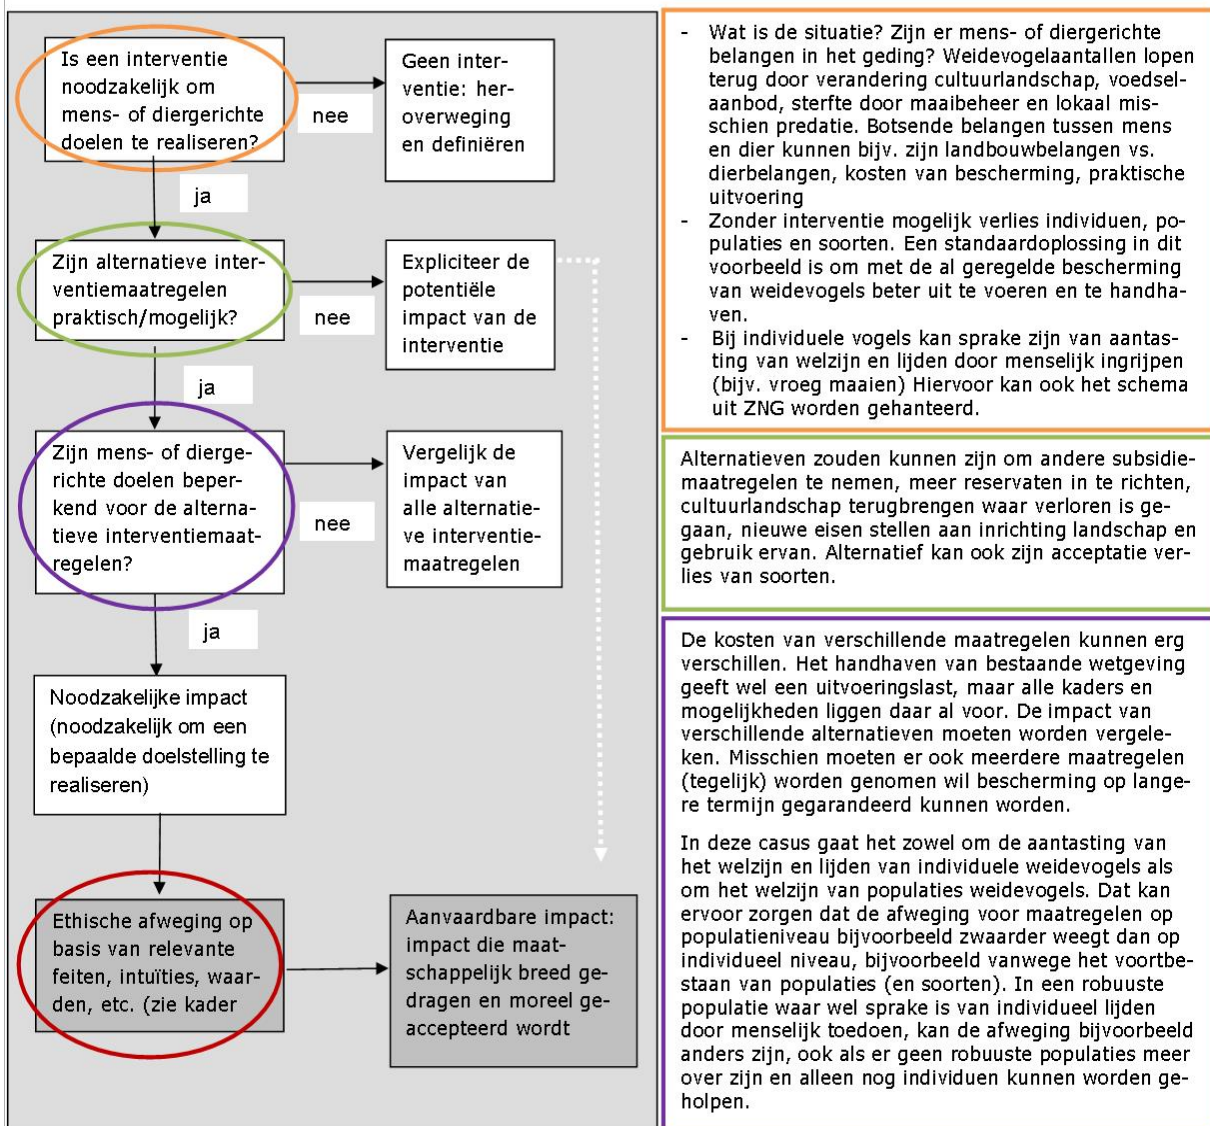 Is een interventie
noodzakelijk om
mens- of diergerichte
doelen te realiseren?
nee
Geen inter-
ventie: her-
overweging
en definiëren
ja
Zijn alternatieve inter-
ventiemaatregelen
praktisch/mogelijk?
nee
Expliciteer de
potentiële
impact van de
interventie
ja
Zijn mens- of dierge-
richte doelen beper-
kend voor de alterna-
tieve interventiemaat-
regelen?
nee
Vergelijk de
impact van
alle alternatie-
ve interventie-
maatregelen
ja
Noodzakelijke impact
(noodzakelijk om een
bepaalde doelstelling te
realiseren)
Ethische afweging op
basis van relevante
feiten, intuïties, waar-
den, etc. (zie kader
Aanvaardbare impact:
impact die maat-
schappelijk breed ge-
dragen en moreel ge-
accepteerd wordt
- Wat is de situatie? Zijn er mens- of diergerichte
belangen in het geding? Weidevogelaantallen lopen
terug door verandering cultuurlandschap, voedsel-
aanbod, sterfte door maaibeheer en lokaal mis-
schien predatie. Botsende belangen tussen mens
en dier kunnen bijv. zijn landbouwbelangen vs.
dierbelangen, kosten van bescherming, praktische
uitvoering
- Zonder interventie mogelijk verlies individuen, po-
pulaties en soorten. Een standaardoplossing in dit
voorbeeld is om met de al geregelde bescherming
van weidevogels beter uit te voeren en te handha-
ven.
- Bij individuele vogels kan sprake zijn van aantas-
ting van welzijn en lijden door menselijk ingrijpen
(bijv. vroeg maaien) Hiervoor kan ook het schema
uit ZNG worden gehanteerd.
Alternatieven zouden kunnen zijn om andere subsidie-
maatregelen te nemen, meer reservaten in te richten,
cultuurlandschap terugbrengen waar verloren is ge-
gaan, nieuwe eisen stellen aan inrichting landschap en
gebruik ervan. Alternatief kan ook zijn acceptatie ver-
lies van soorten.
De kosten van verschillende maatregelen kunnen erg
verschillen. Het handhaven van bestaande wetgeving
geeft wel een uitvoeringslast, maar alle kaders en
mogelijkheden liggen daar al voor. De impact van
verschillende alternatieven moeten worden vergele-
ken. Misschien moeten er ook meerdere maatregelen
(tegelijk) worden genomen wil bescherming op lange-
re termijn gegarandeerd kunnen worden.
In deze casus gaat het zowel om de aantasting van
het welzijn en lijden van individuele weidevogels als
om het welzijn van populaties weidevogels. Dat kan
ervoor zorgen dat de afweging voor maatregelen op
populatieniveau bijvoorbeeld zwaarder weegt dan op
individueel niveau, bijvoorbeeld vanwege het voortbe-
staan van populaties (en soorten). In een robuuste
populatie waar wel sprake is van individueel lijden
door menselijk toedoen, kan de afweging bijvoorbeeld
anders zijn, ook als er geen robuuste populaties meer
over zijn en alleen nog individuen kunnen worden ge-
holpen.